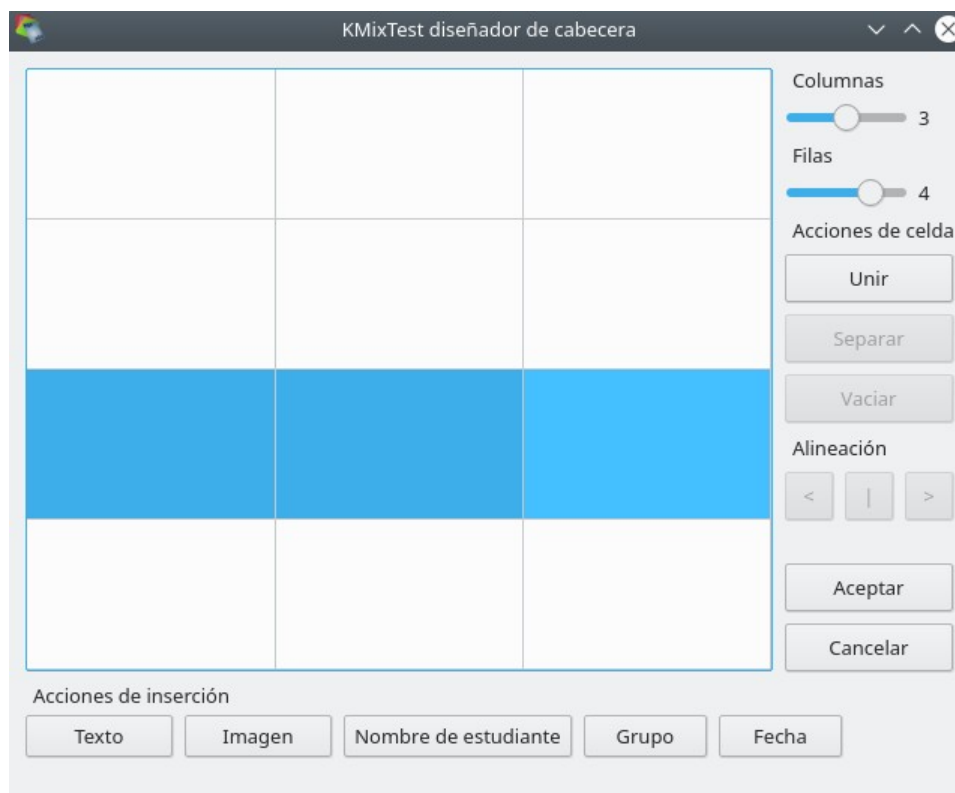 KMixTest diseñador de cabecera
Columnas
3
Filas
4
Acciones de celda
Unir
Separar
Vaciar
Alineación
< | >
Aceptar
Cancelar
Acciones de inserción
Texto Imagen Nombre de estudiante Grupo Fecha